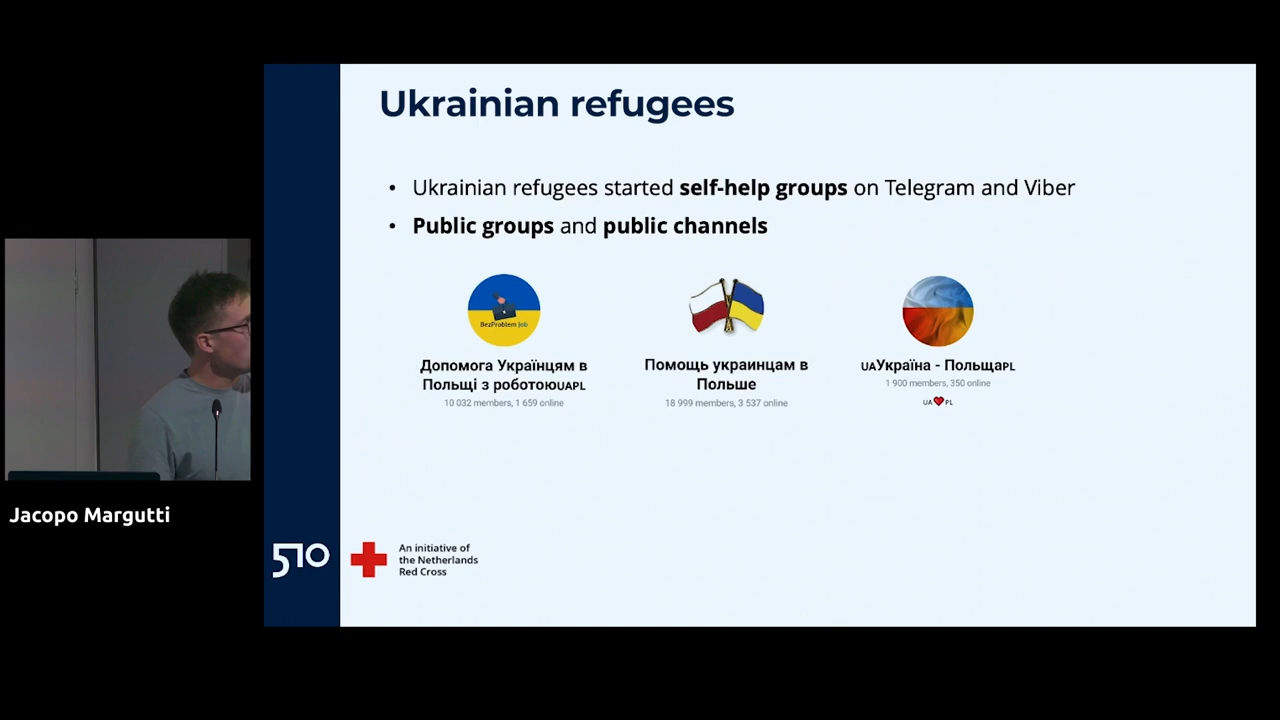 Ukrainian refugees
• Ukrainian refugees started self-help groups on Telegram and Viber
• Public groups and public channels
BezProblem Job
Допомога Українцям в
Польщі з роботоюUAPL
10 032 members, 1 659 online
Помощь украинцам в
Польше
18 999 members, 3 537 online
UAУкраїна - ПольщаPL
1 900 members, 350 online
UA❤PL
Jacopo Margutti
510
An initiative of
the Netherlands
Red Cross